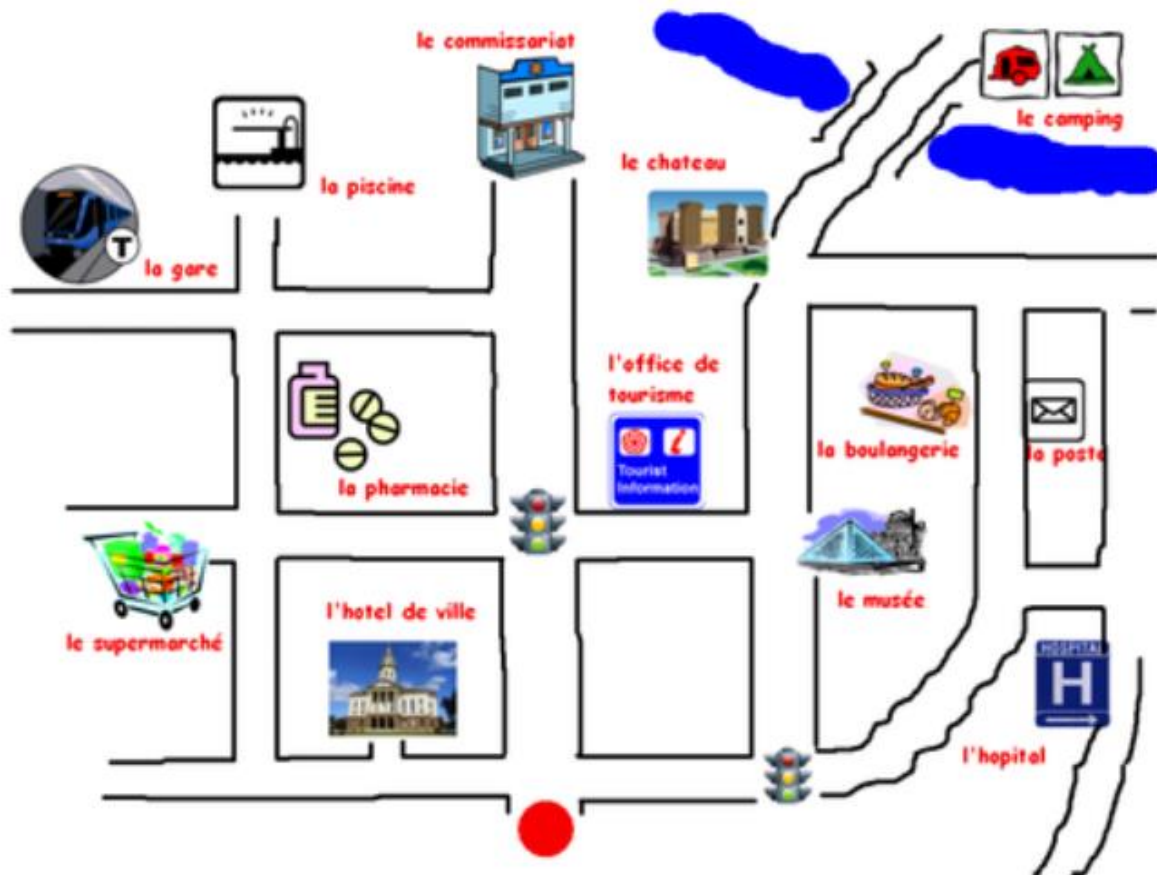 le commissariat
le chateau
le camping
la piscine
T
la gare
l'office de
tourisme
Tourist
Information
la boulangerie
la poste
la pharmacie
le supermarché
l'hotel de ville
le musée
HOSPITAL
H
l'hopital